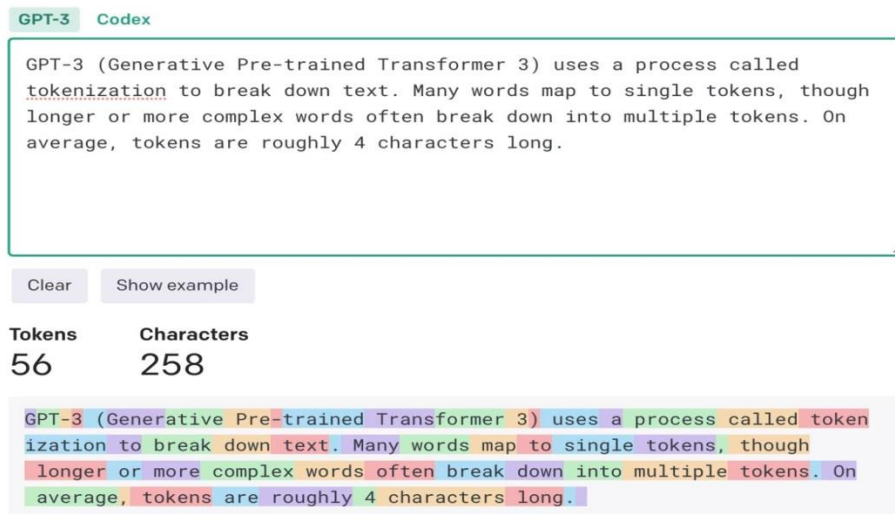 GPT-3 Codex
GPT-3 (Generative Pre-trained Transformer 3) uses a process called
tokenization to break down text. Many words map to single tokens, though
longer or more complex words often break down into multiple tokens. On
average, tokens are roughly 4 characters long.
Clear Show example
Tokens Characters
56 258
GPT-3 (Generative Pre-trained Transformer 3) uses a process called token
ization to break down text. Many words map to single tokens, though
longer or more complex words often break down into multiple tokens. On
average, tokens are roughly 4 characters long.